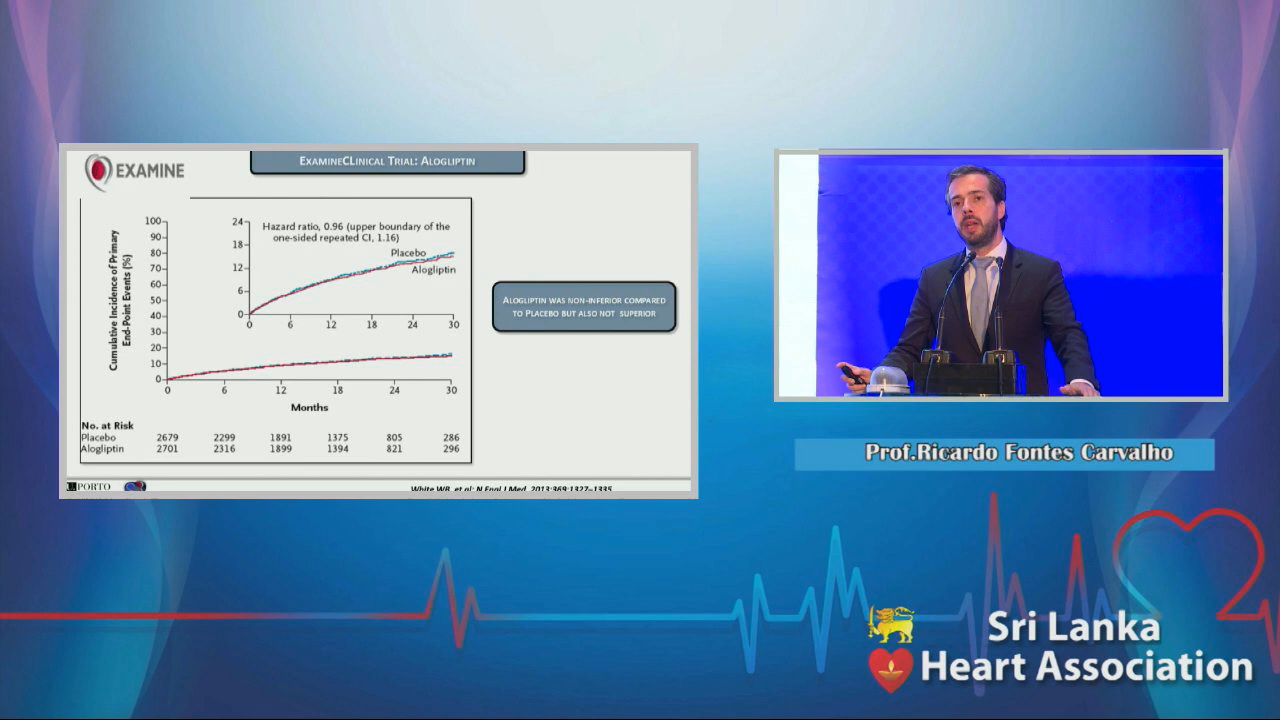 EXAMINE
EXAMINECLINICAL TRIAL: ALOGLIPTIN
Cumulative Incidence of Primary
End-Point Events (%)
100
90
80
70
60
50
40
30
20
10
0
0 6 12 18 24 30
Months
24
18
12
6
0
0 6 12 18 24 30
Hazard ratio, 0.96 (upper boundary of the
one-sided repeated CI, 1.16)
Placebo
Alogliptin
No. at Risk
Placebo 2679 2299 1891 1375 805 286
Alogliptin 2701 2316 1899 1394 821 296
ALOGLIPTIN WAS NON-INFERIOR COMPARED
TO PLACEBO BUT ALSO NOT SUPERIOR
PORTO
White WB, et al: N Engl J Med. 2013;369:1327–1335
Prof.Ricardo Fontes Carvalho
Sri Lanka
Heart Association